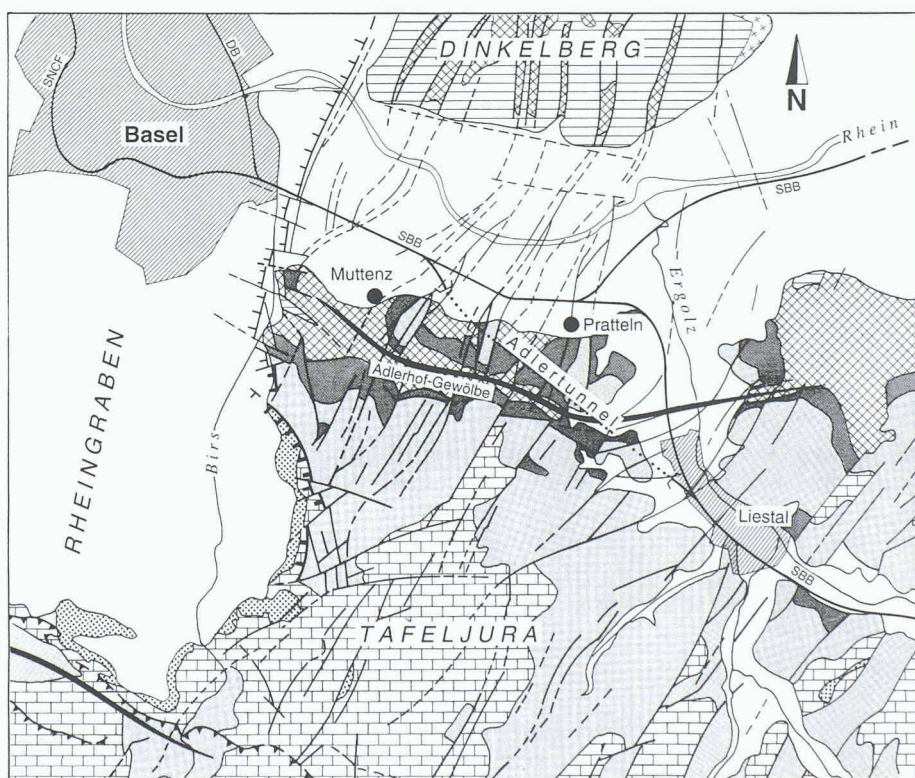 DINKELBERG
SNCF
DB
Basel
N
Rhein
SBB
SBB
Muttenz
Ergolz
Pratteln
Adlertunnel
Adlerhof-Gewölbe
RHEINGRABEN
Birs
Liestal
SBB
TAFELJURA